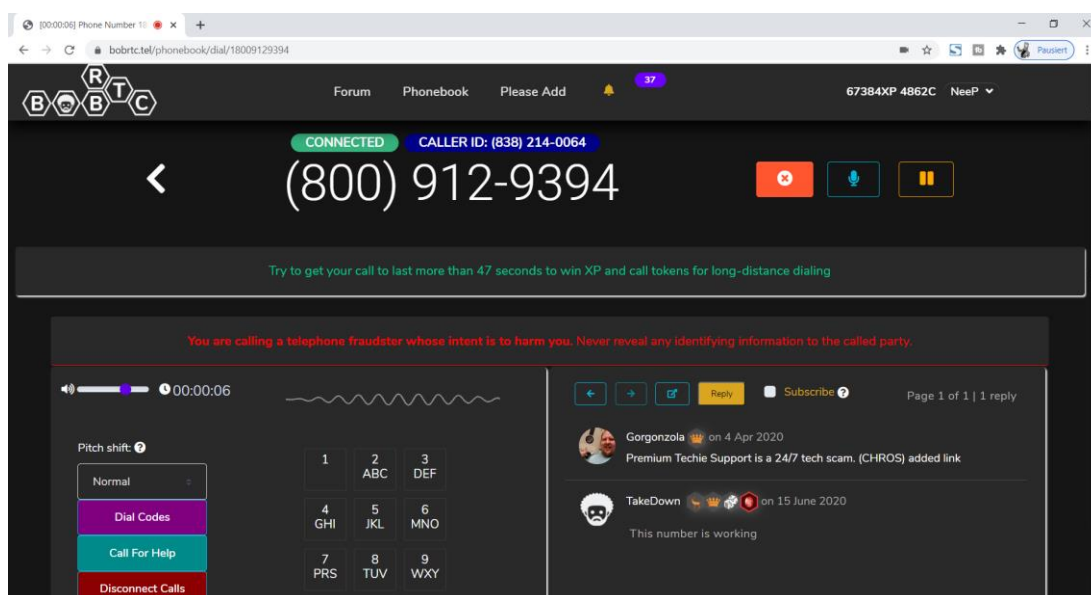 [00:00:06] Phone Number 18
bobrtc.tel/phonebook/dial/18009129394
Pausiert
R
B B T C
Forum Phonebook Please Add 37 67384XP 4862C NeeP
CONNECTED CALLER ID: (838) 214-0064
(800) 912-9394
Try to get your call to last more than 47 seconds to win XP and call tokens for long-distance dialing
You are calling a telephone fraudster whose intent is to harm you. Never reveal any identifying information to the called party.
00:00:06
Pitch shift: ?
Normal
Dial Codes
Call For Help
Disconnect Calls
1 2 3
ABC DEF
4 5 6
GHI JKL MNO
7 8 9
PRS TUV WXY
Reply Subscribe ? Page 1 of 1 | 1 reply
Gorgonzola on 4 Apr 2020
Premium Techie Support is a 24/7 tech scam. (CHROS) added link
TakeDown on 15 June 2020
This number is working